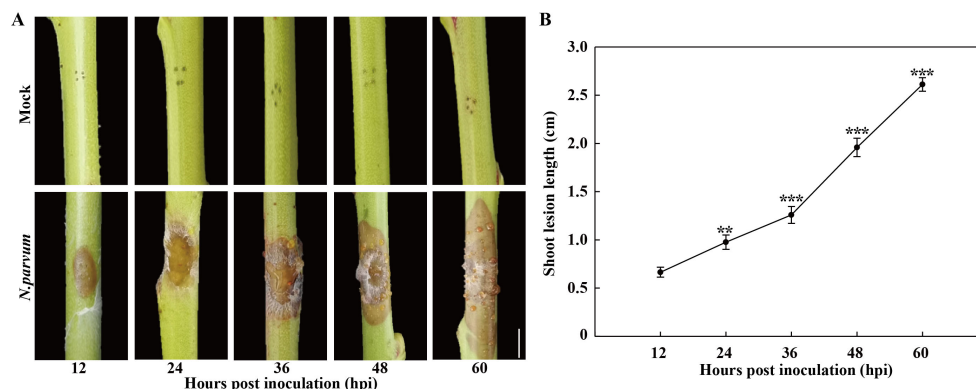 A
Mock
N.parvum
12 24 36 48 60
Hours post inoculation (hpi)
B
Shoot lesion length (cm)
3.0
2.5
2.0
1.5
1.0
0.5
0
**
***
***
***
12 24 36 48 60
Hours post inoculation (hpi)